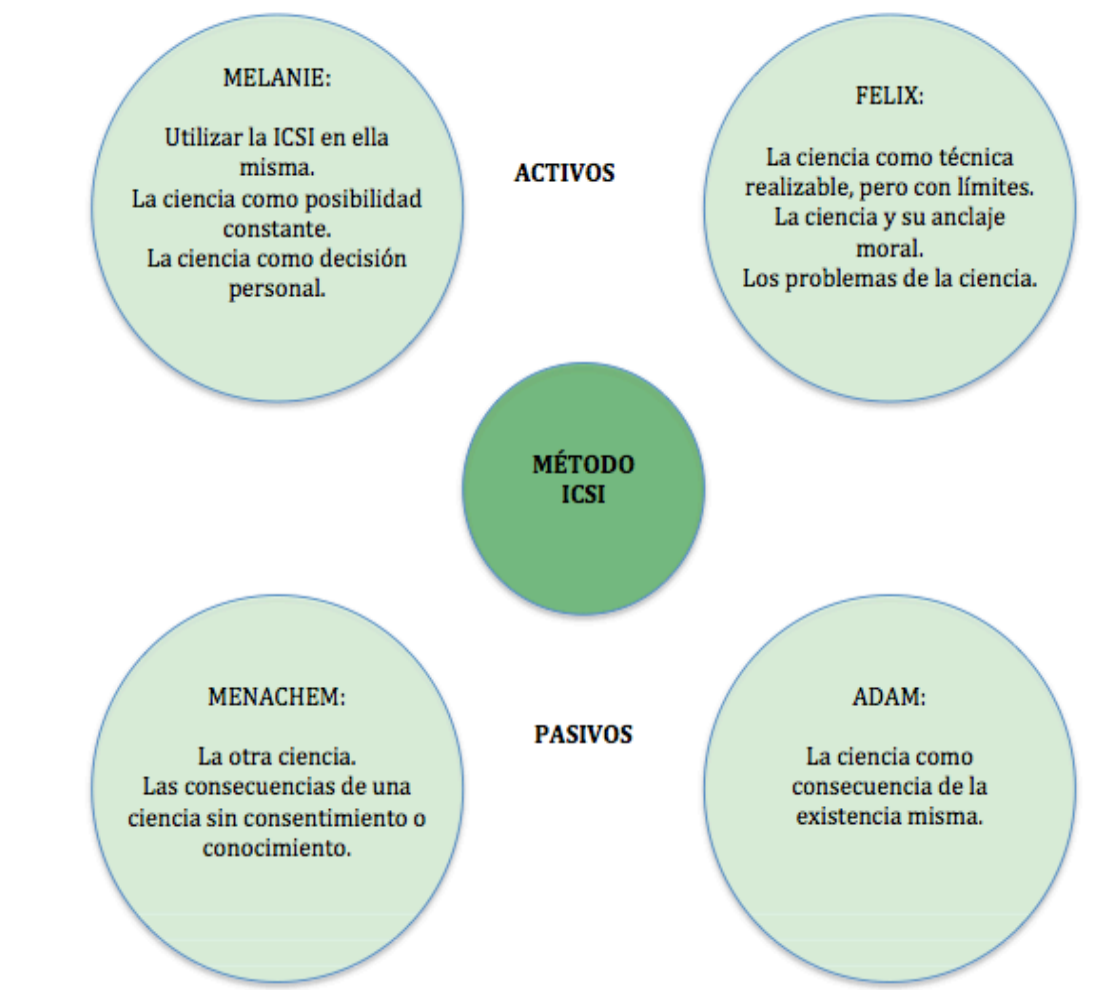 MELANIE:
Utilizar la ICSI en ella
misma.
La ciencia como posibilidad
constante.
La ciencia como decisión
personal.
ACTIVOS
FELIX:
La ciencia como técnica
realizable, pero con límites.
La ciencia y su anclaje
moral.
Los problemas de la ciencia.
MÉTODO
ICSI
MENACHEM:
La otra ciencia.
Las consecuencias de una
ciencia sin consentimiento o
conocimiento.
PASIVOS
ADAM:
La ciencia como
consecuencia de la
existencia misma.